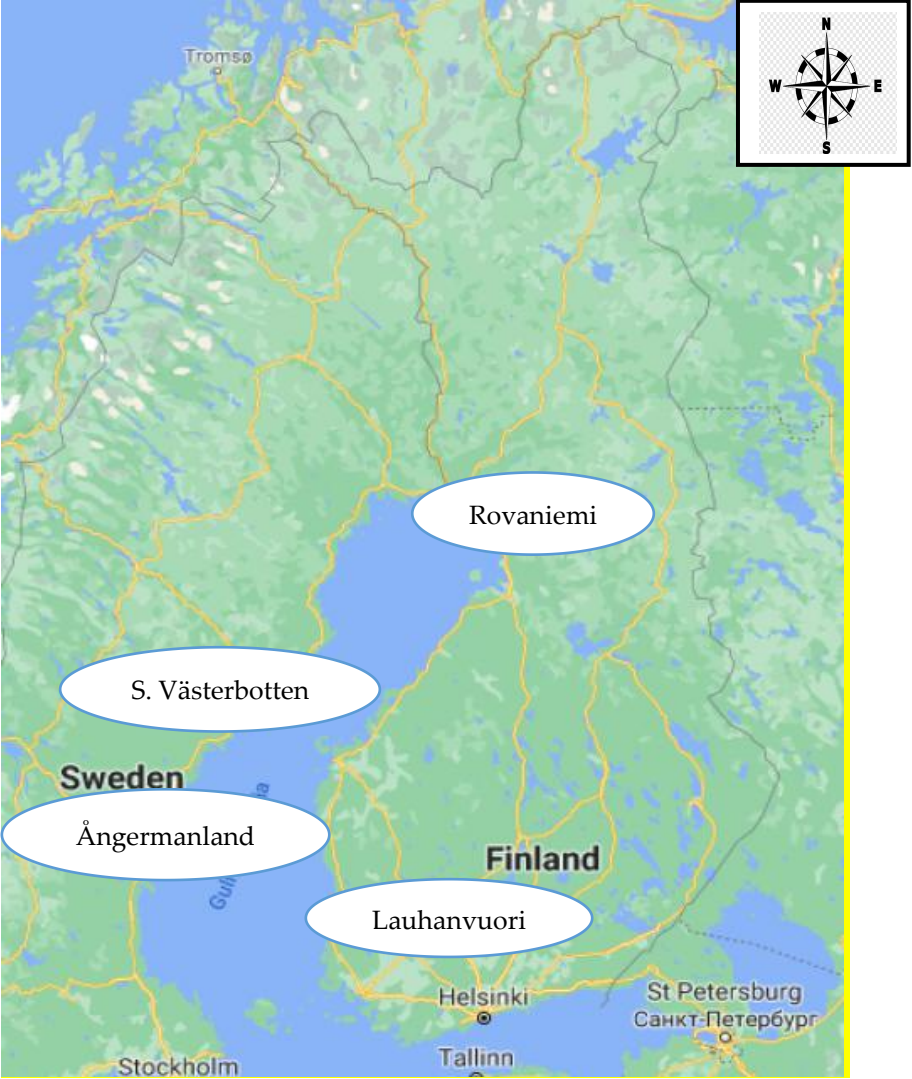 N
Tromsø
W E
S
Rovaniemi
S. Västerbotten
Sweden
Ångermanland
Finland
Lauhanvuori
Helsinki
St Petersburg
Санкт-Петербург
Tallinn
Stockholm